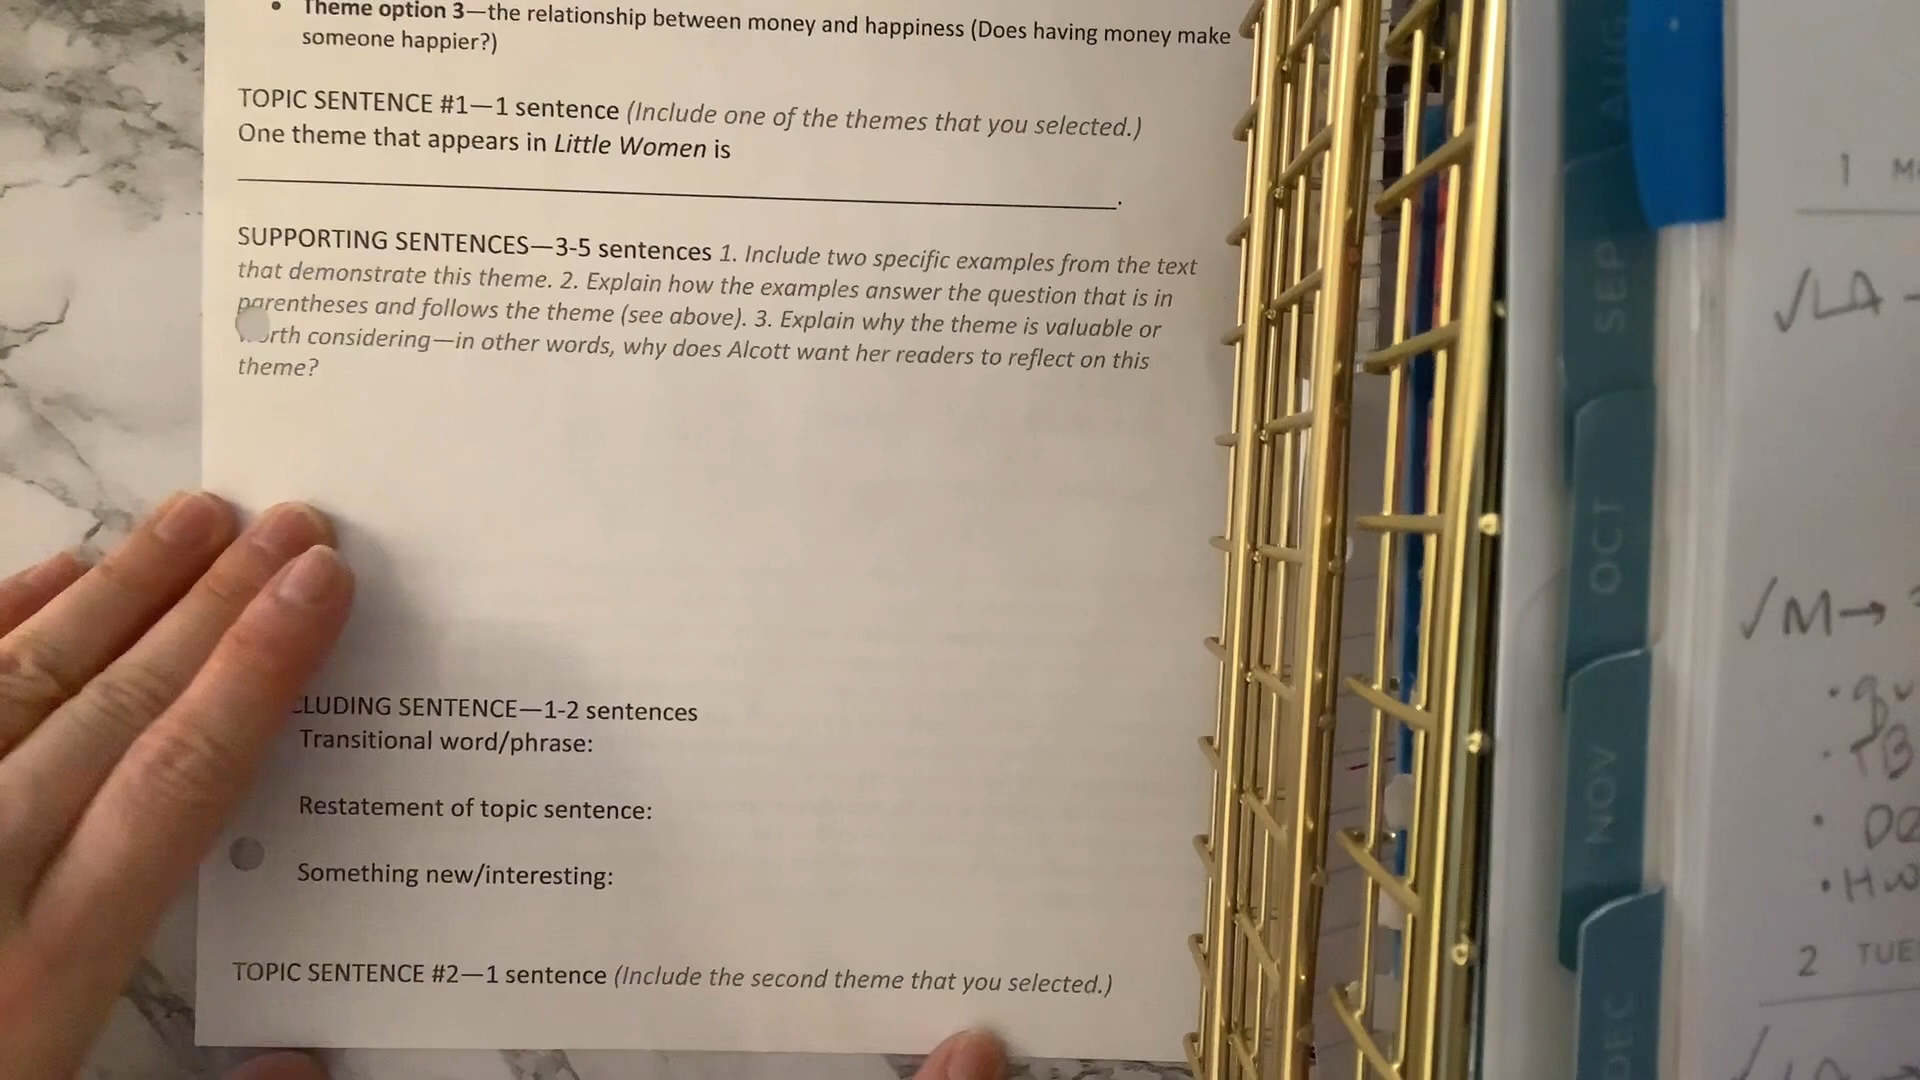 Theme option 3—the relationship between money and happiness (Does having money make
someone happier?)
TOPIC SENTENCE #1—1 sentence (Include one of the themes that you selected.)
One theme that appears in Little Women is
.
SUPPORTING SENTENCES—3-5 sentences 1. Include two specific examples from the text
that demonstrate this theme. 2. Explain how the examples answer the question that is in
parentheses and follows the theme (see above). 3. Explain why the theme is valuable or
worth considering—in other words, why does Alcott want her readers to reflect on this
theme?
CLUDING SENTENCE—1-2 sentences
Transitional word/phrase:
Restatement of topic sentence:
Something new/interesting:
TOPIC SENTENCE #2—1 sentence (Include the second theme that you selected.)
AUG
SEP
OCT
NOV
DEC
1 M
√LA -
√M→
TB
• Hw
2 TUE